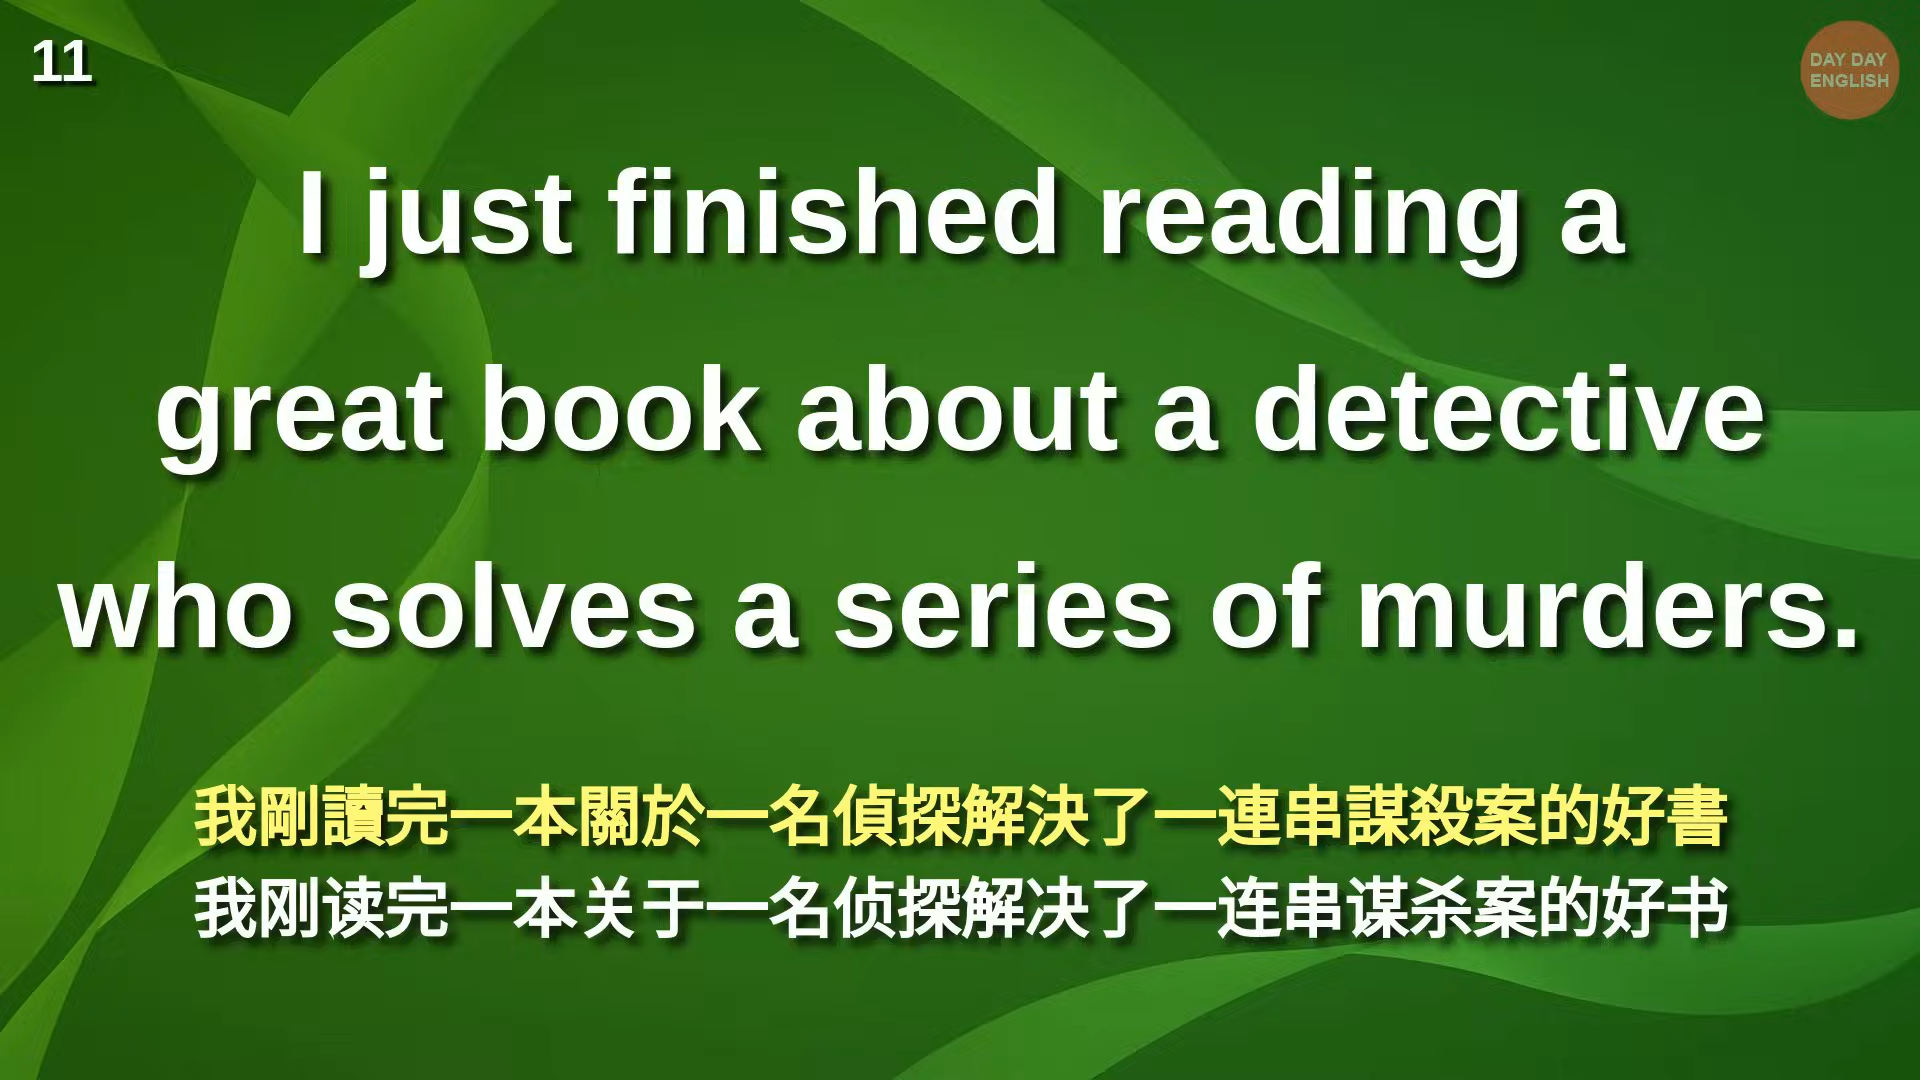 11
DAY DAY
ENGLISH
I just finished reading a
great book about a detective
who solves a series of murders.
我剛讀完一本關於一名偵探解決了一連串謀殺案的好書
我刚读完一本关于一名侦探解决了一连串谋杀案的好书